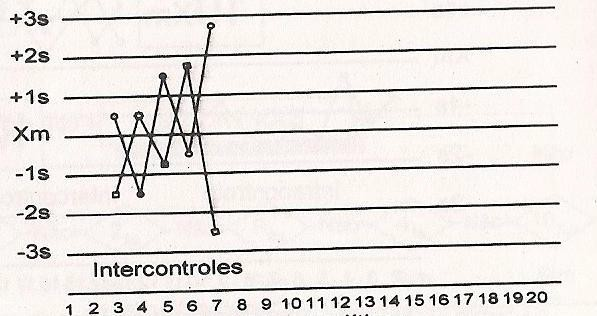 +3s
+2s
+1s
Xm
-1s
-2s
-3s
Intercontroles
1 2 3 4 5 6 7 8 9 10 11 12 13 14 15 16 17 18 19 20